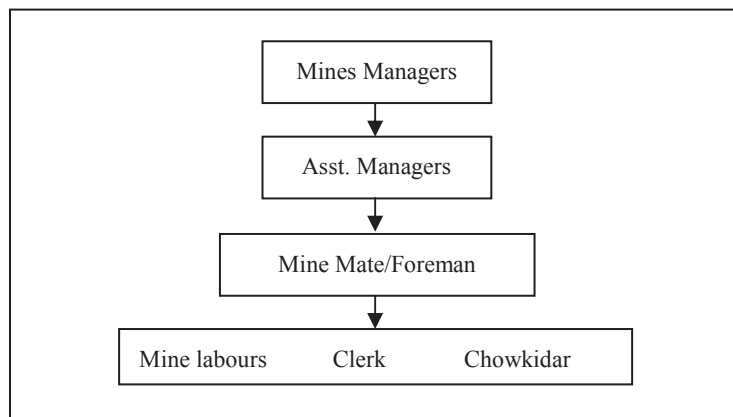 Mines Managers
Asst. Managers
Mine Mate/Foreman
Mine labours Clerk Chowkidar